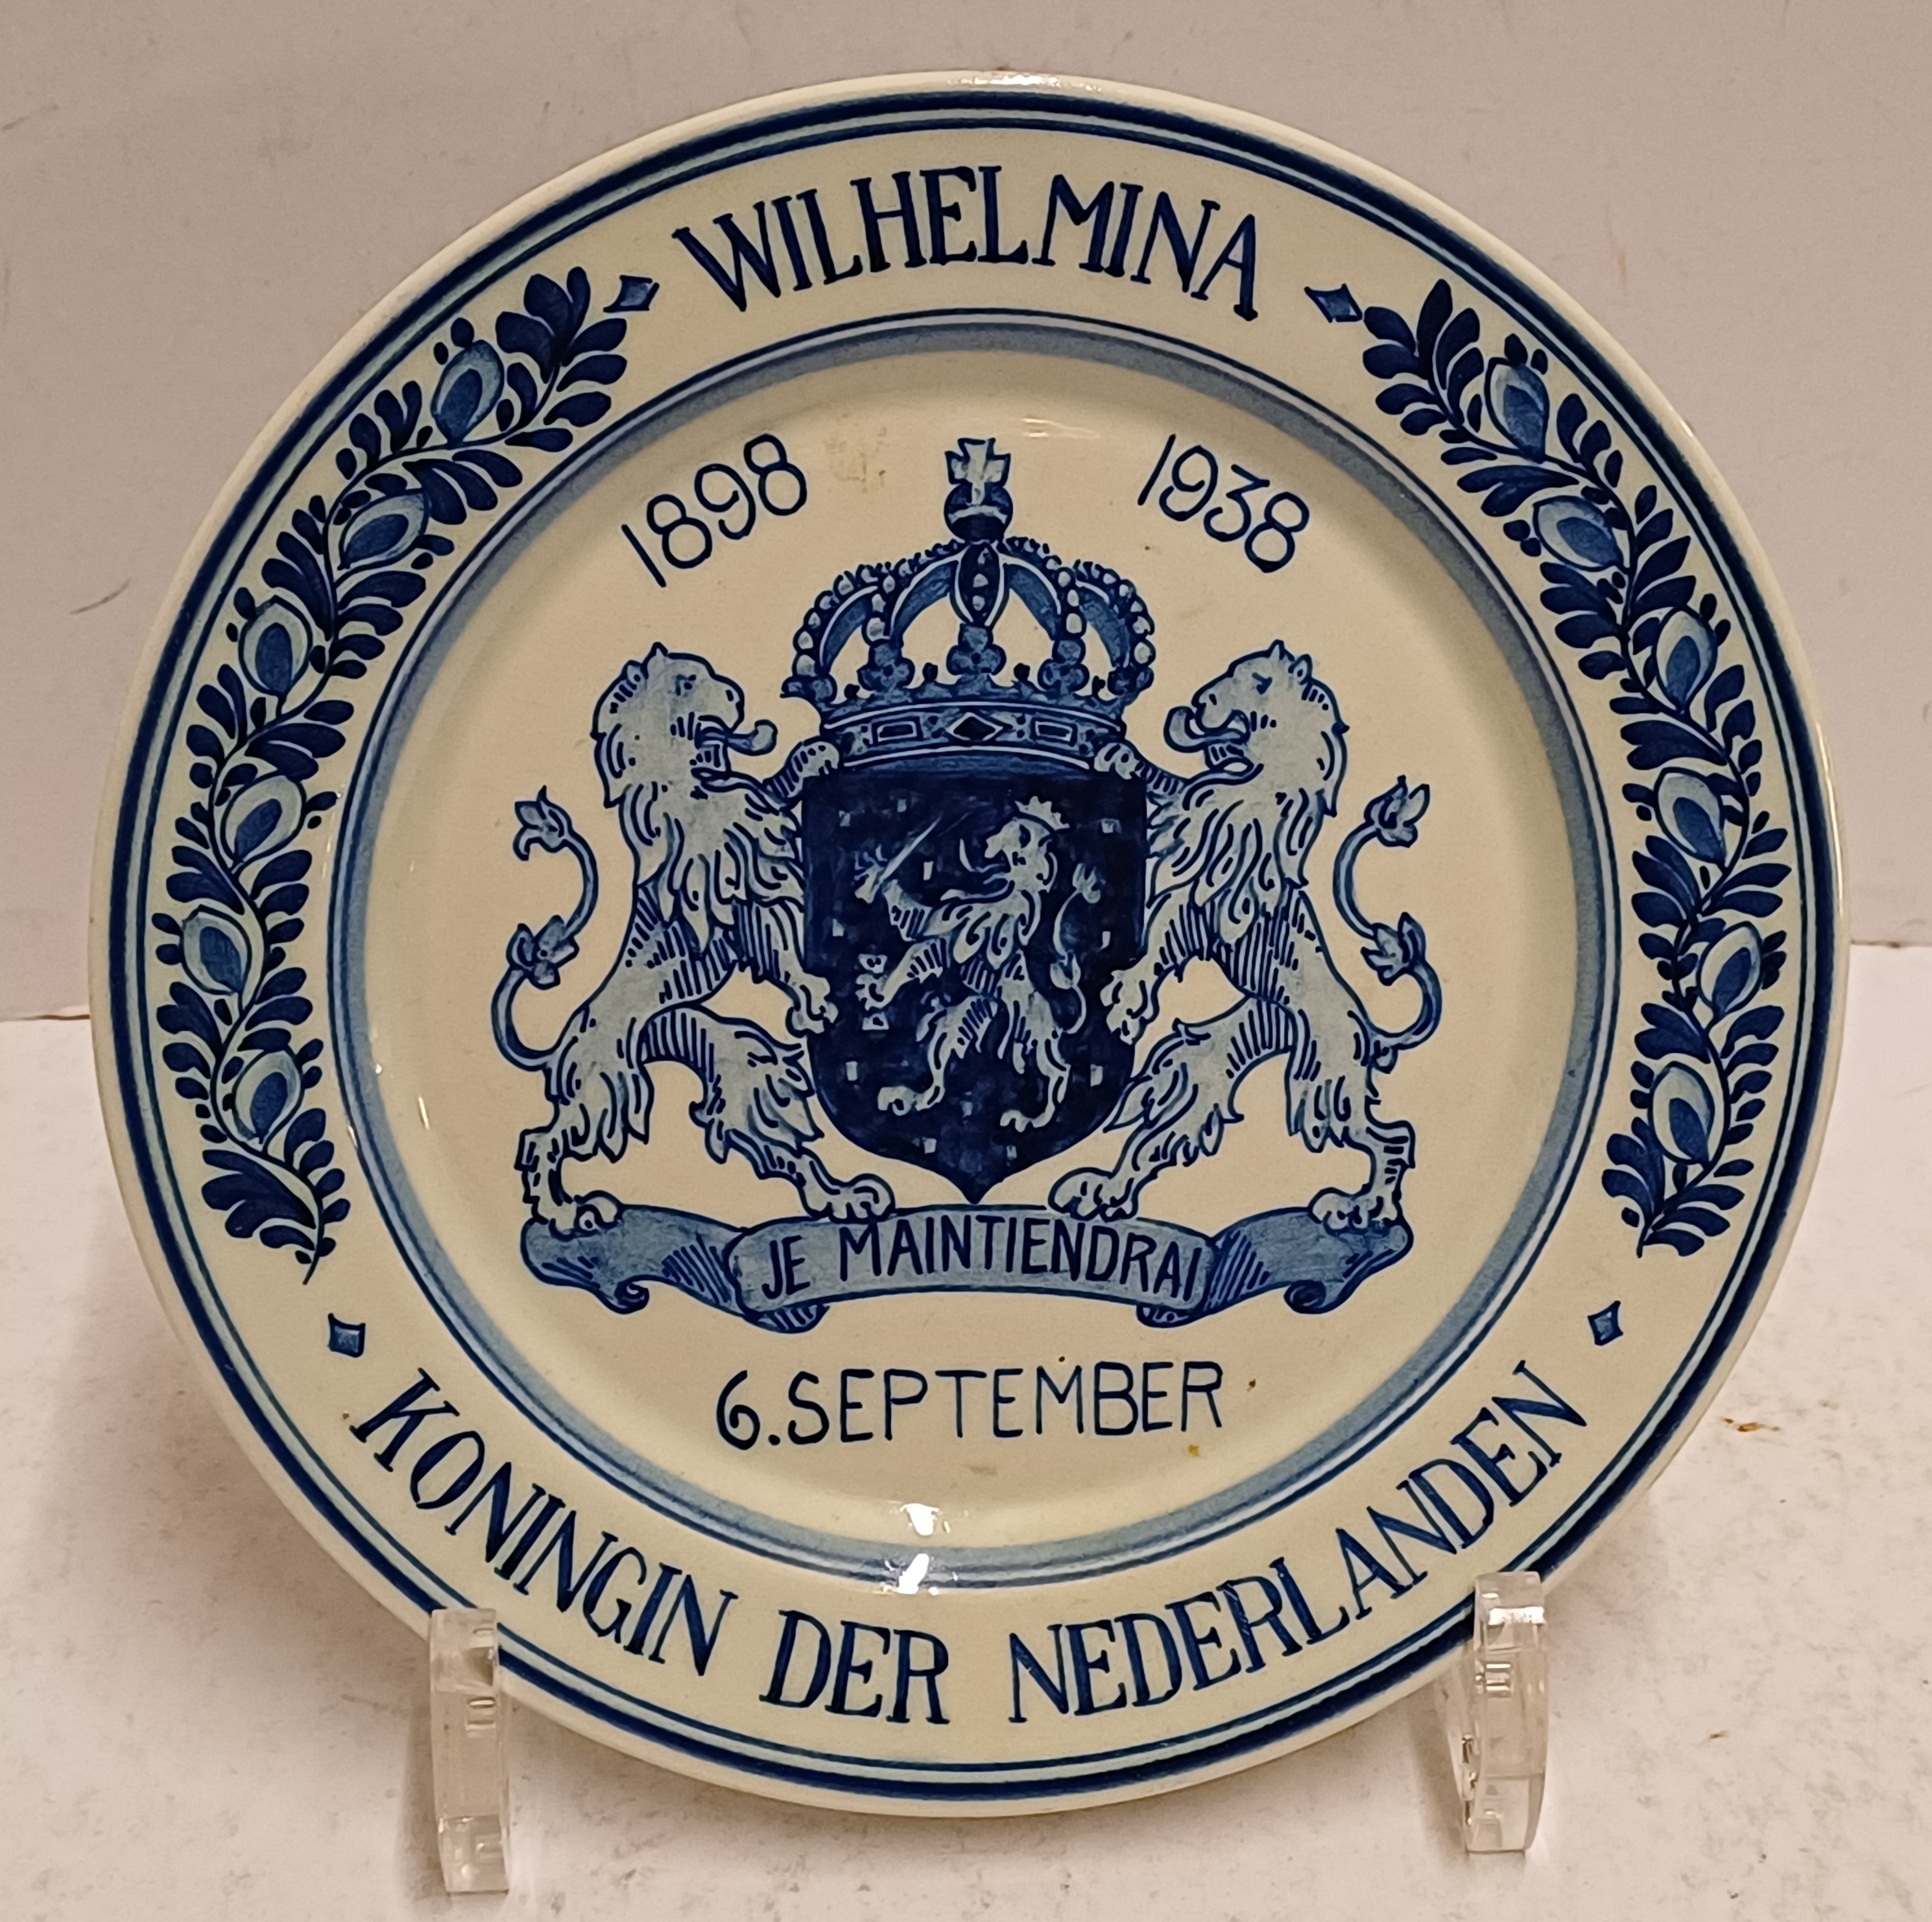 WILHELMINA
1898 1938
JE MAINTIENDRAI
6.SEPTEMBER
KONINGIN DER NEDERLANDEN